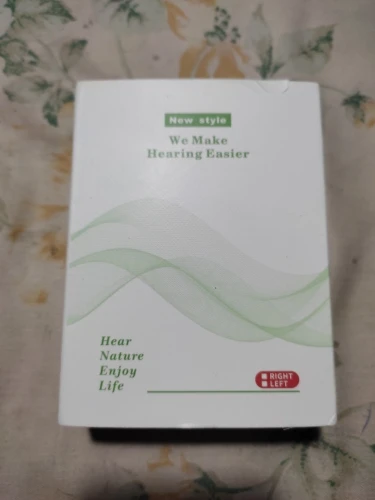 New style
We Make
Hearing Easier
Hear
Nature
Enjoy
Life
RIGHT
LEFT